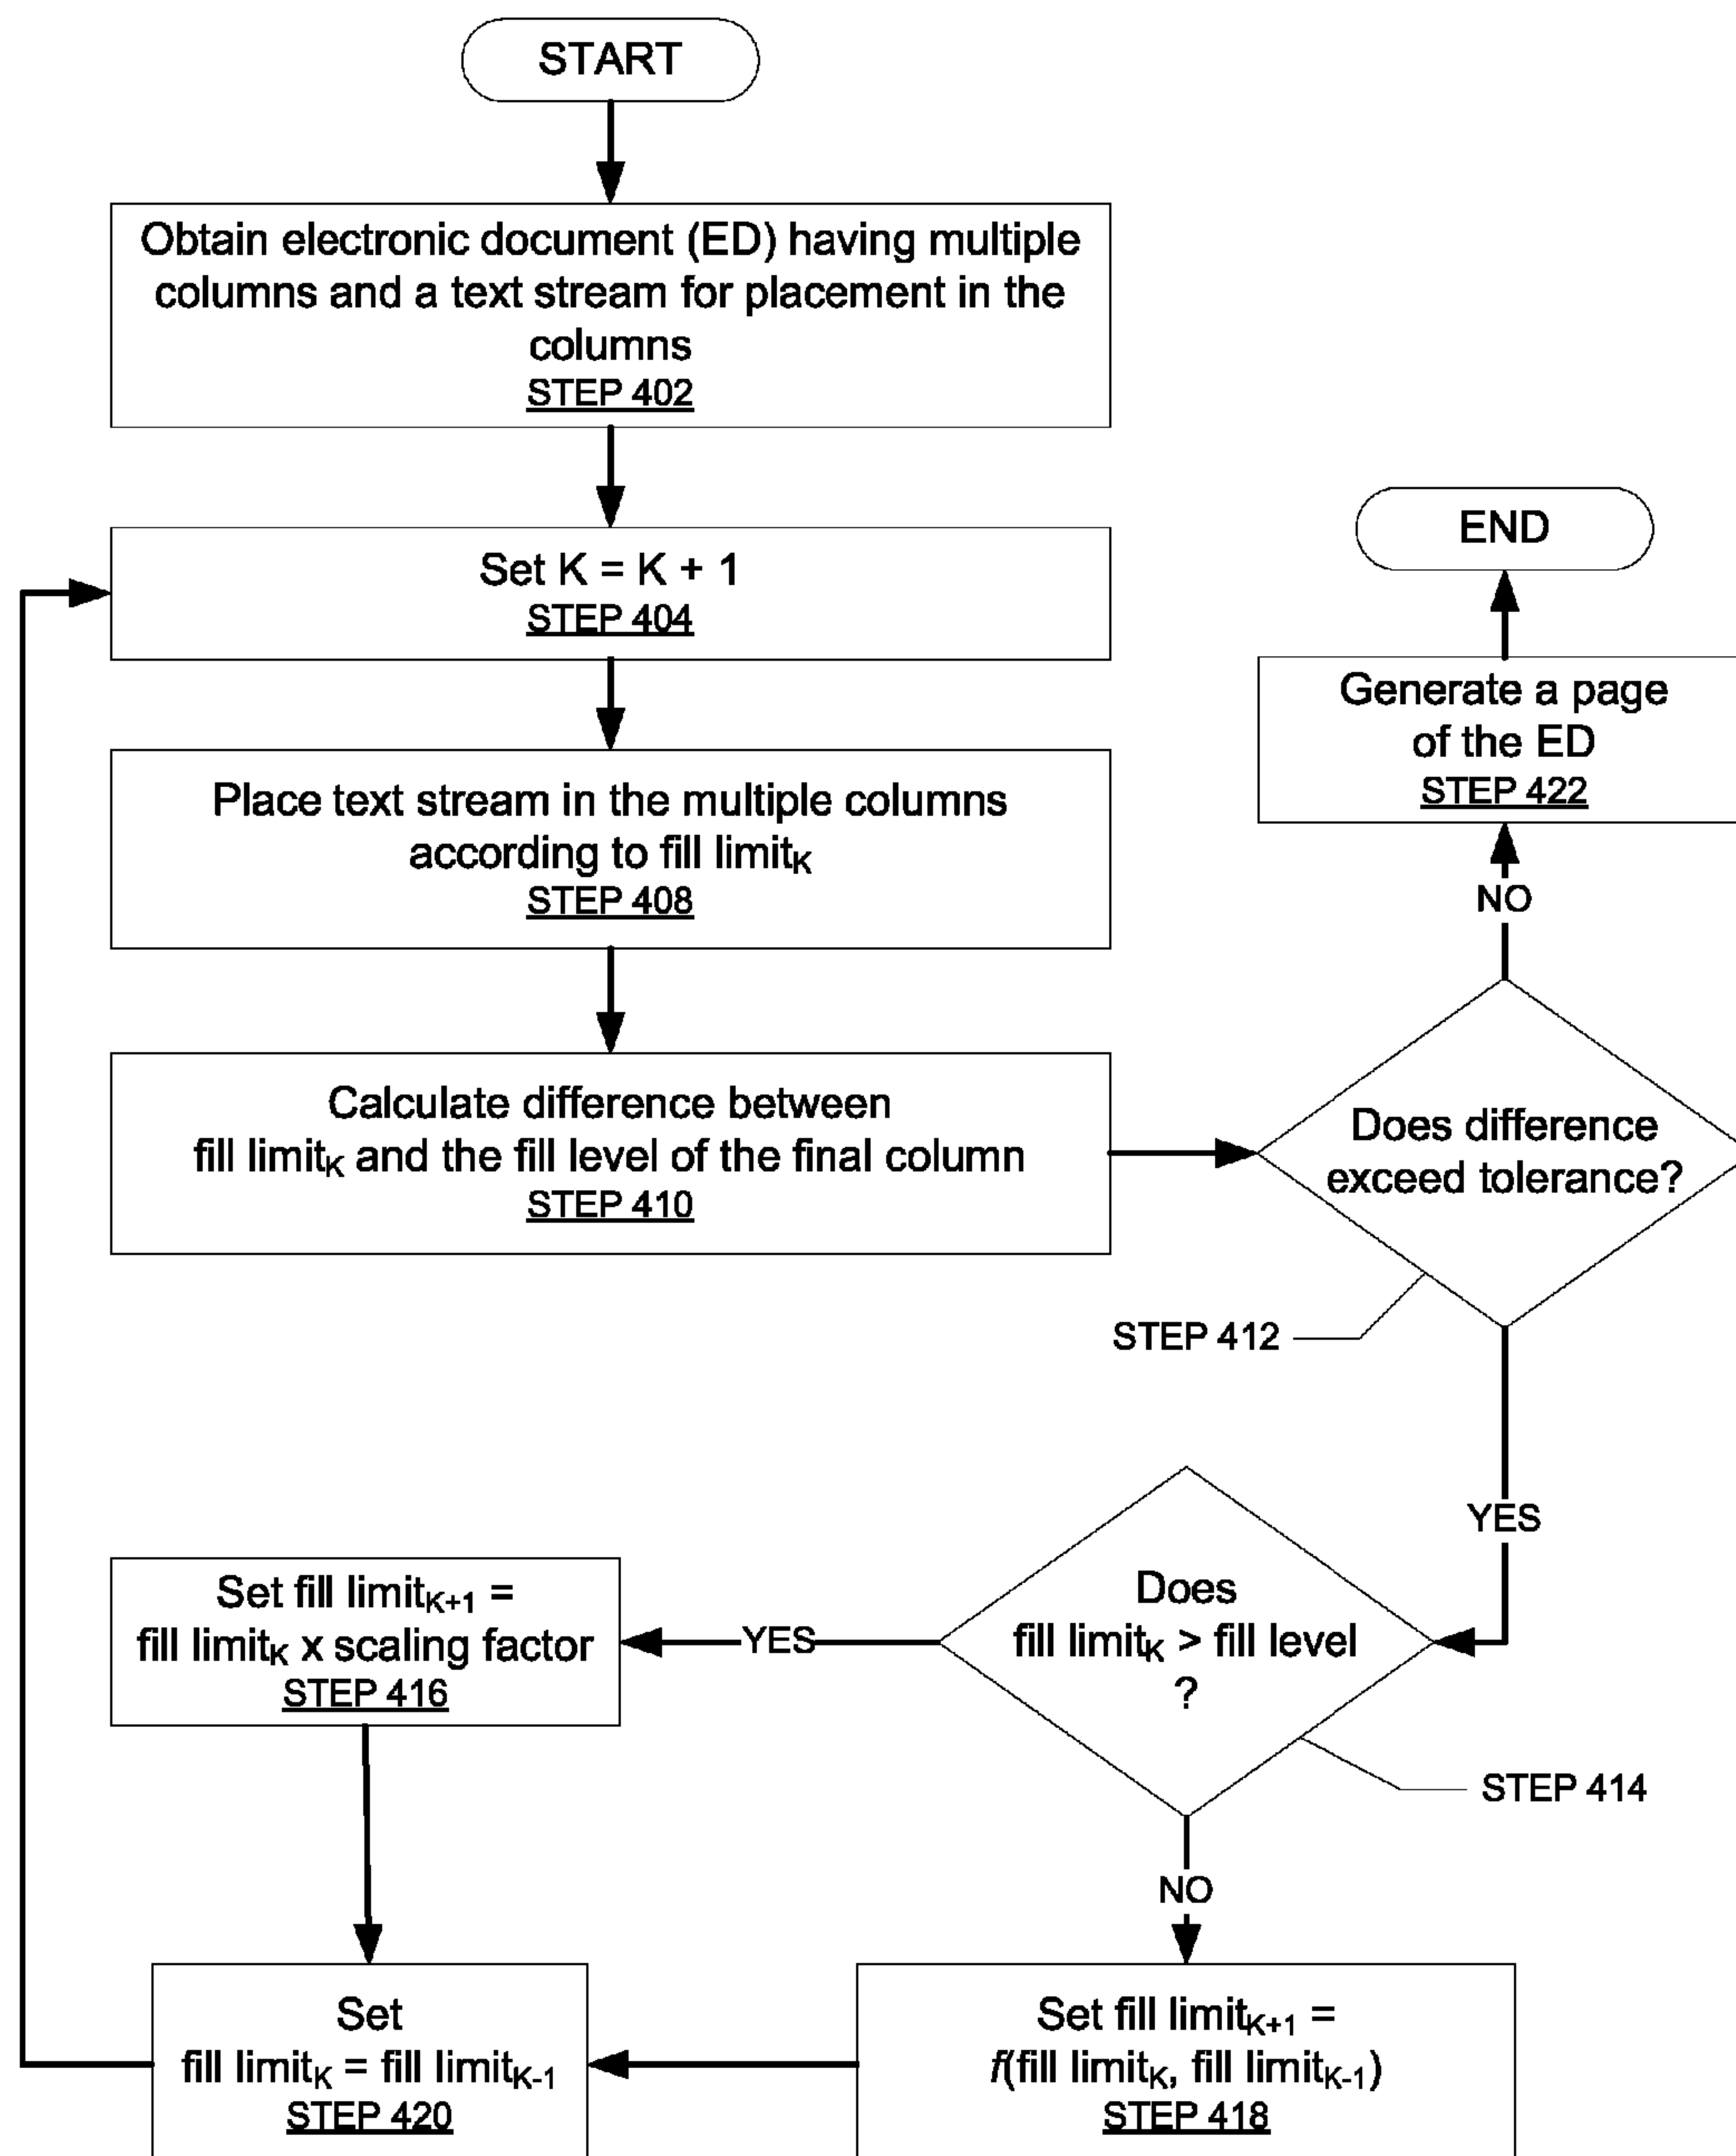 START
Obtain electronic document (ED) having multiple
columns and a text stream for placement in the
columns
STEP 402
Set K = K + 1
STEP 404
Place text stream in the multiple columns
according to fill limitK
STEP 408
Calculate difference between
fill limitK and the fill level of the final column
STEP 410
Does difference
exceed tolerance?
STEP 412
NO
Generate a page
of the ED
STEP 422
END
YES
Does
fill limitK > fill level
?
STEP 414
YES
Set fill limitK+1 =
fill limitK x scaling factor
STEP 416
NO
Set fill limitK+1 =
f(fill limitK, fill limitK-1)
STEP 418
Set
fill limitK = fill limitK-1
STEP 420